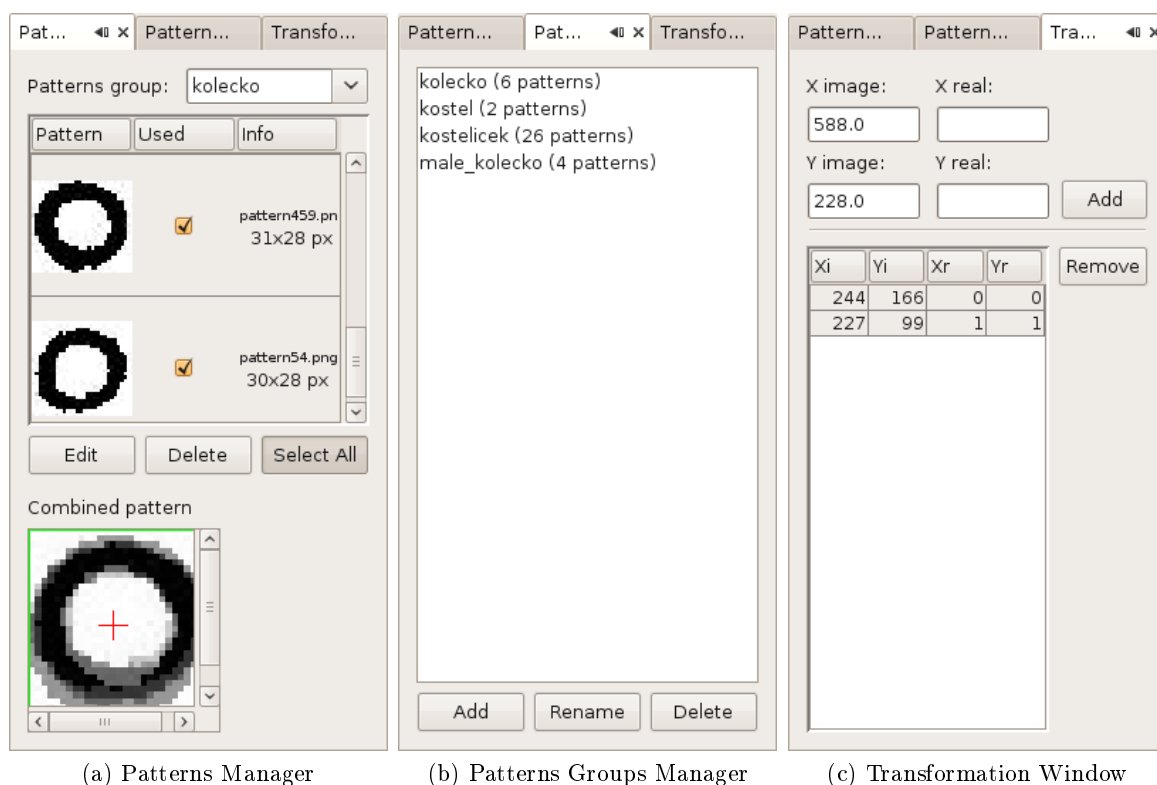 Pat...
Pattern...
Transfo...
Patterns group:
kolecko
Pattern
Used
Info
pattern459.pn
31x28 px
pattern54.png
30x28 px
Edit
Delete
Select All
Combined pattern
(a) Patterns Manager
Pattern...
Pat...
Transfo...
kolecko (6 patterns)
kostel (2 patterns)
kostelicek (26 patterns)
male_kolecko (4 patterns)
Add
Rename
Delete
(b) Patterns Groups Manager
Pattern...
Pattern...
Tra...
X image:
X real:
588.0
Y image:
Y real:
228.0
Add
Xi Yi Xr Yr
Remove
244 166 0 0
227 99 1 1
(c) Transformation Window